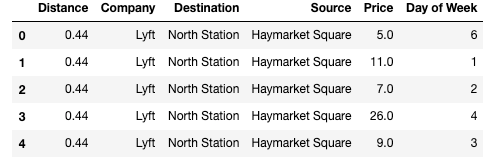 Distance Company Destination Source Price Day of Week
0 0.44 Lyft North Station Haymarket Square 5.0 6
1 0.44 Lyft North Station Haymarket Square 11.0 1
2 0.44 Lyft North Station Haymarket Square 7.0 2
3 0.44 Lyft North Station Haymarket Square 26.0 4
4 0.44 Lyft North Station Haymarket Square 9.0 3